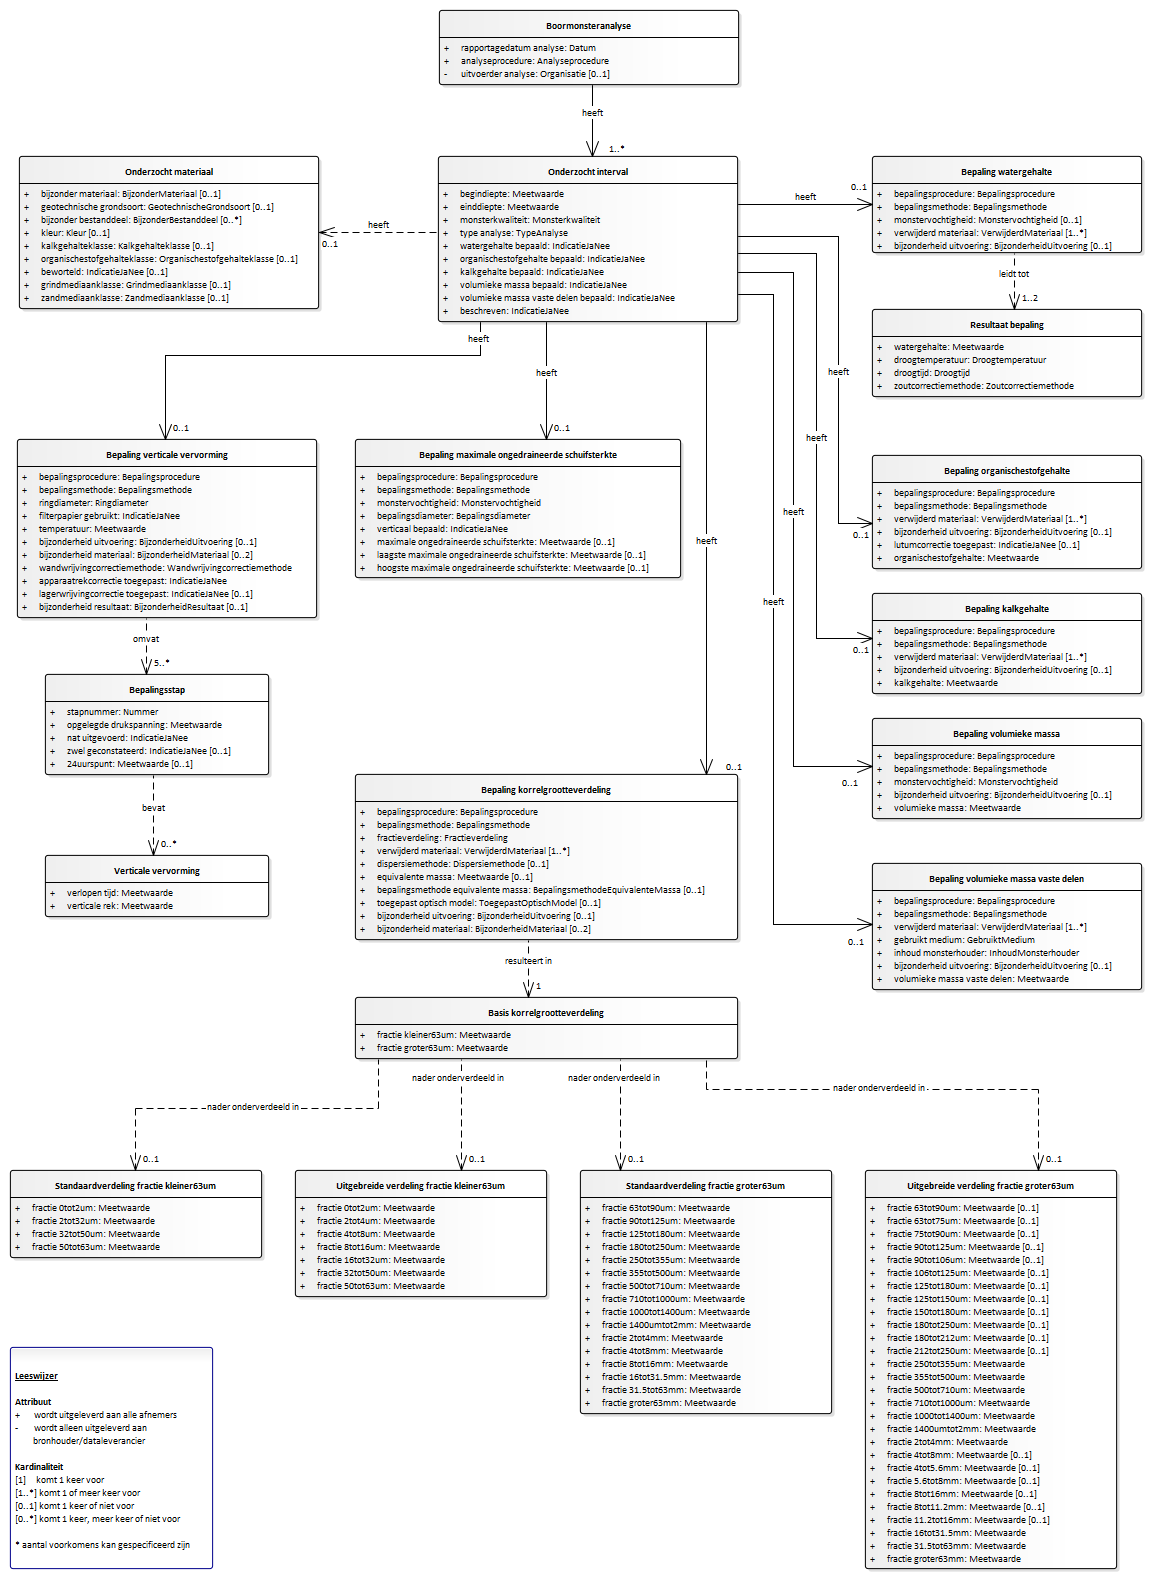 Boormonsteranalyse
+ rapportagedatum analyse: Datum
+ analyseprocedure: Analyseprocedure
- uitvoerder analyse: Organisatie [0..1]
heeft
1..*
Onderzocht materiaal
+ bijzonder materiaal: BijzonderMateriaal [0..1]
+ geotechnische grondsoort: GeotechnischeGrondsoort [0..1]
+ bijzonder bestanddeel: BijzonderBestanddeel [0..*]
+ kleur: Kleur [0..1]
+ kalkgehalteklasse: Kalkgehalteklasse [0..1]
+ organischestofgehalteklasse: Organischestofgehalteklasse [0..1]
+ beworteld: IndicatieJaNee [0..1]
+ grindmediaanklasse: Grindmediaanklasse [0..1]
+ zandmediaanklasse: Zandmediaanklasse [0..1]
heeft
0..1
Onderzocht interval
+ begindiepte: Meetwaarde
+ einddiepte: Meetwaarde
+ monsterkwaliteit: Monsterkwaliteit
+ type analyse: TypeAnalyse
+ watergehalte bepaald: IndicatieJaNee
+ organischestofgehalte bepaald: IndicatieJaNee
+ kalkgehalte bepaald: IndicatieJaNee
+ volumieke massa bepaald: IndicatieJaNee
+ volumieke massa vaste delen bepaald: IndicatieJaNee
+ beschreven: IndicatieJaNee
heeft
0..1
Bepaling watergehalte
+ bepalingsprocedure: Bepalingsprocedure
+ bepalingsmethode: Bepalingsmethode
+ monstervochtigheid: Monstervochtigheid [0..1]
+ verwijderd materiaal: VerwijderdMateriaal [1..*]
+ bijzonderheid uitvoering: BijzonderheidUitvoering [0..1]
leidt tot
1..2
Resultaat bepaling
+ watergehalte: Meetwaarde
+ droogtemperatuur: Droogtemperatuur
+ droogtijd: Droogtijd
+ zoutcorrectiemethode: Zoutcorrectiemethode
heeft
0..1
Bepaling verticale vervorming
+ bepalingsprocedure: Bepalingsprocedure
+ bepalingsmethode: Bepalingsmethode
+ ringdiameter: Ringdiameter
+ filterpapier gebruikt: IndicatieJaNee
+ temperatuur: Meetwaarde
+ bijzonderheid uitvoering: BijzonderheidUitvoering [0..1]
+ bijzonderheid materiaal: BijzonderheidMateriaal [0..2]
+ wandwrijvingcorrectiemethode: Wandwrijvingcorrectiemethode
+ apparaatrekcorrectie toegepast: IndicatieJaNee
+ lagerwrijvingcorrectie toegepast: IndicatieJaNee [0..1]
+ bijzonderheid resultaat: BijzonderheidResultaat [0..1]
omvat
5..*
Bepalingsstap
+ stapnummer: Nummer
+ opgelegde drukspanning: Meetwaarde
+ nat uitgevoerd: IndicatieJaNee
+ zwel geconstateerd: IndicatieJaNee [0..1]
+ 24uurspunt: Meetwaarde [0..1]
bevat
0..*
Verticale vervorming
+ verlopen tijd: Meetwaarde
+ verticale rek: Meetwaarde
heeft
0..1
Bepaling maximale ongedraineerde schuifsterkte
+ bepalingsprocedure: Bepalingsprocedure
+ bepalingsmethode: Bepalingsmethode
+ monstervochtigheid: Monstervochtigheid
+ bepalingsdiameter: Bepalingsdiameter
+ verticaal bepaald: IndicatieJaNee
+ maximale ongedraineerde schuifsterkte: Meetwaarde [0..1]
+ laagste maximale ongedraineerde schuifsterkte: Meetwaarde [0..1]
+ hoogste maximale ongedraineerde schuifsterkte: Meetwaarde [0..1]
heeft
0..1
Bepaling organischestofgehalte
+ bepalingsprocedure: Bepalingsprocedure
+ bepalingsmethode: Bepalingsmethode
+ verwijderd materiaal: VerwijderdMateriaal [1..*]
+ bijzonderheid uitvoering: BijzonderheidUitvoering [0..1]
+ lutumcorrectie toegepast: IndicatieJaNee [0..1]
+ organischestofgehalte: Meetwaarde
heeft
0..1
Bepaling kalkgehalte
+ bepalingsprocedure: Bepalingsprocedure
+ bepalingsmethode: Bepalingsmethode
+ verwijderd materiaal: VerwijderdMateriaal [1..*]
+ bijzonderheid uitvoering: BijzonderheidUitvoering [0..1]
+ kalkgehalte: Meetwaarde
heeft
0..1
Bepaling volumieke massa
+ bepalingsprocedure: Bepalingsprocedure
+ bepalingsmethode: Bepalingsmethode
+ monstervochtigheid: Monstervochtigheid
+ bijzonderheid uitvoering: BijzonderheidUitvoering [0..1]
+ volumieke massa: Meetwaarde
heeft
0..1
Bepaling volumieke massa vaste delen
+ bepalingsprocedure: Bepalingsprocedure
+ bepalingsmethode: Bepalingsmethode
+ verwijderd materiaal: VerwijderdMateriaal [1..*]
+ gebruikt medium: GebruiktMedium
+ inhoud monsterhouder: InhoudMonsterhouder
+ bijzonderheid uitvoering: BijzonderheidUitvoering [0..1]
+ volumieke massa vaste delen: Meetwaarde
heeft
0..1
Bepaling korrelgrootteverdeling
+ bepalingsprocedure: Bepalingsprocedure
+ bepalingsmethode: Bepalingsmethode
+ fractieverdeling: Fractieverdeling
+ verwijderd materiaal: VerwijderdMateriaal [1..*]
+ dispersiemethode: Dispersiemethode [0..1]
+ equivalente massa: Meetwaarde [0..1]
+ bepalingsmethode equivalente massa: BepalingsmethodeEquivalenteMassa [0..1]
+ toegepast optisch model: ToegepastOptischModel [0..1]
+ bijzonderheid uitvoering: BijzonderheidUitvoering [0..1]
+ bijzonderheid materiaal: BijzonderheidMateriaal [0..2]
resulteert in
1
Basis korrelgrootteverdeling
+ fractie kleiner63um: Meetwaarde
+ fractie groter63um: Meetwaarde
nader onderverdeeld in
0..1
nader onderverdeeld in
0..1
nader onderverdeeld in
0..1
nader onderverdeeld in
0..1
Standaardverdeling fractie kleiner63um
+ fractie 0tot2um: Meetwaarde
+ fractie 2tot32um: Meetwaarde
+ fractie 32tot50um: Meetwaarde
+ fractie 50tot63um: Meetwaarde
Uitgebreide verdeling fractie kleiner63um
+ fractie 0tot2um: Meetwaarde
+ fractie 2tot4um: Meetwaarde
+ fractie 4tot8um: Meetwaarde
+ fractie 8tot16um: Meetwaarde
+ fractie 16tot32um: Meetwaarde
+ fractie 32tot50um: Meetwaarde
+ fractie 50tot63um: Meetwaarde
Standaardverdeling fractie groter63um
+ fractie 63tot90um: Meetwaarde
+ fractie 90tot125um: Meetwaarde
+ fractie 125tot180um: Meetwaarde
+ fractie 180tot250um: Meetwaarde
+ fractie 250tot355um: Meetwaarde
+ fractie 355tot500um: Meetwaarde
+ fractie 500tot710um: Meetwaarde
+ fractie 710tot1000um: Meetwaarde
+ fractie 1000tot1400um: Meetwaarde
+ fractie 1400umtot2mm: Meetwaarde
+ fractie 2tot4mm: Meetwaarde
+ fractie 4tot8mm: Meetwaarde
+ fractie 8tot16mm: Meetwaarde
+ fractie 16tot31.5mm: Meetwaarde
+ fractie 31.5tot63mm: Meetwaarde
+ fractie groter63mm: Meetwaarde
Uitgebreide verdeling fractie groter63um
+ fractie 63tot90um: Meetwaarde [0..1]
+ fractie 63tot75um: Meetwaarde [0..1]
+ fractie 75tot90um: Meetwaarde [0..1]
+ fractie 90tot125um: Meetwaarde [0..1]
+ fractie 90tot106um: Meetwaarde [0..1]
+ fractie 106tot125um: Meetwaarde [0..1]
+ fractie 125tot180um: Meetwaarde [0..1]
+ fractie 125tot150um: Meetwaarde [0..1]
+ fractie 150tot180um: Meetwaarde [0..1]
+ fractie 180tot250um: Meetwaarde [0..1]
+ fractie 180tot212um: Meetwaarde [0..1]
+ fractie 212tot250um: Meetwaarde [0..1]
+ fractie 250tot355um: Meetwaarde
+ fractie 355tot500um: Meetwaarde
+ fractie 500tot710um: Meetwaarde
+ fractie 710tot1000um: Meetwaarde
+ fractie 1000tot1400um: Meetwaarde
+ fractie 1400umtot2mm: Meetwaarde
+ fractie 2tot4mm: Meetwaarde
+ fractie 4tot8mm: Meetwaarde [0..1]
+ fractie 4tot5.6mm: Meetwaarde [0..1]
+ fractie 5.6tot8mm: Meetwaarde [0..1]
+ fractie 8tot16mm: Meetwaarde [0..1]
+ fractie 8tot11.2mm: Meetwaarde [0..1]
+ fractie 11.2tot16mm: Meetwaarde [0..1]
+ fractie 16tot31.5mm: Meetwaarde
+ fractie 31.5tot63mm: Meetwaarde
+ fractie groter63mm: Meetwaarde
Leeswijzer
Attribuut
+ wordt uitgeleverd aan alle afnemers
- wordt alleen uitgeleverd aan
bronhouder/dataleverancier
Kardinaliteit
[1] komt 1 keer voor
[1..*] komt 1 of meer keer voor
[0..1] komt 1 keer of niet voor
[0..*] komt 1 keer, meer keer of niet voor
* aantal voorkomens kan gespecificeerd zijn